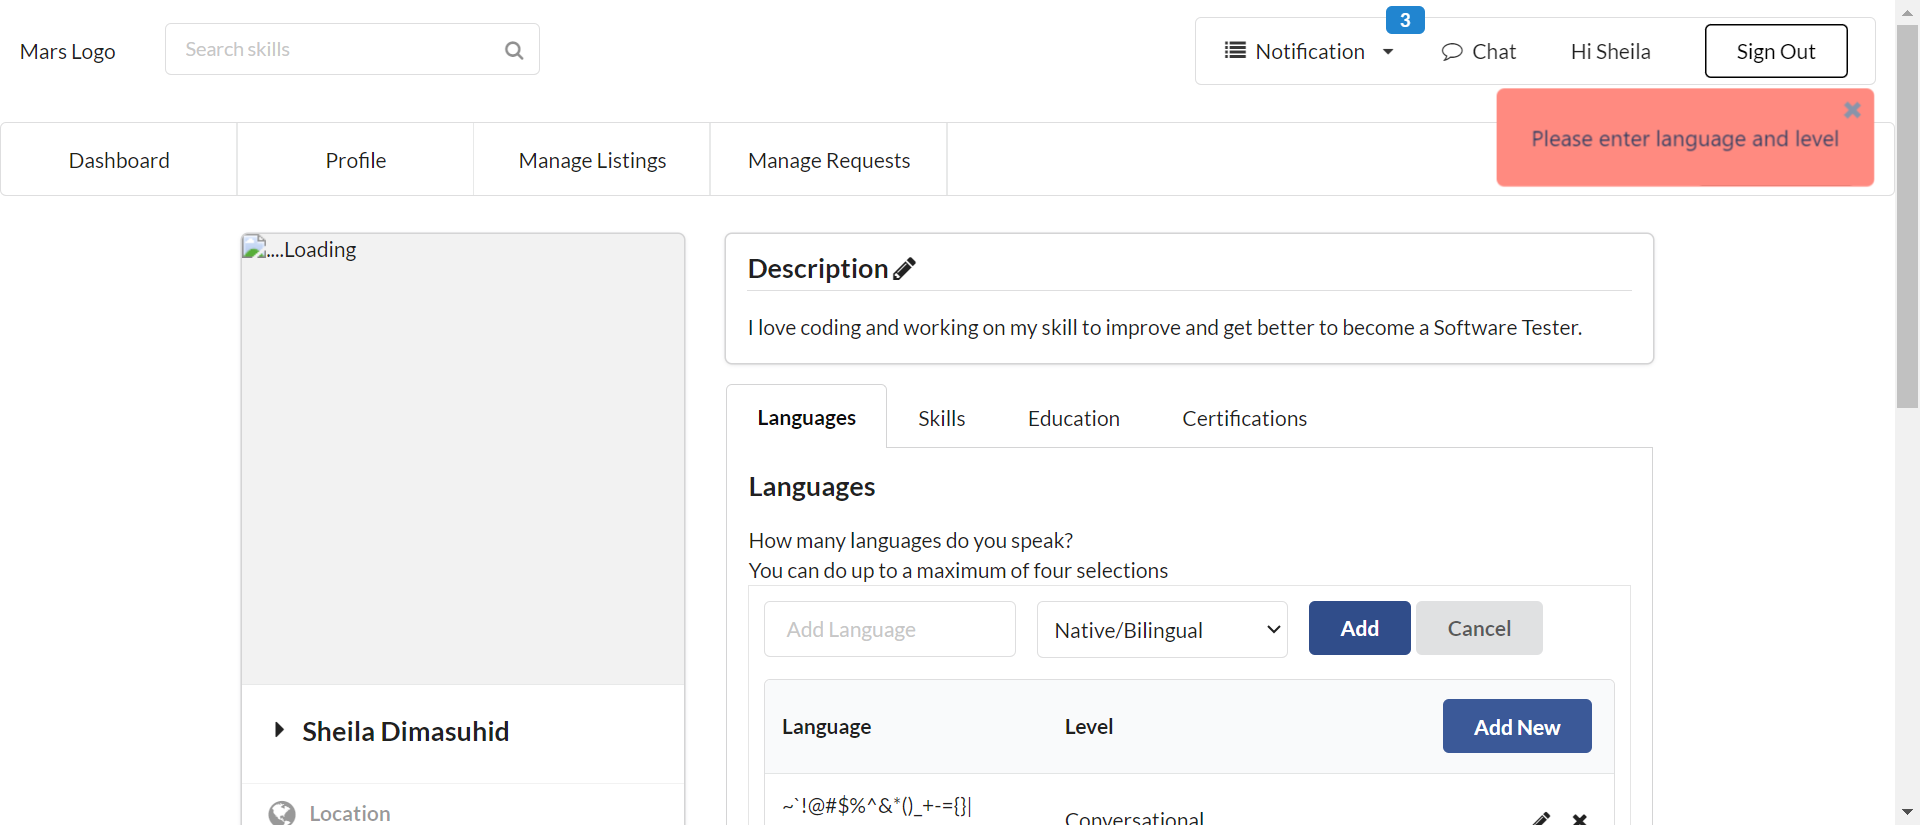 Mars Logo
Search skills
3
Notification
Chat
Hi Sheila
Sign Out
Please enter language and level
Dashboard
Profile
Manage Listings
Manage Requests
....Loading
Description
I love coding and working on my skill to improve and get better to become a Software Tester.
Languages
Skills
Education
Certifications
Languages
How many languages do you speak?
You can do up to a maximum of four selections
Add Language
Native/Bilingual
Add
Cancel
Language
Level
Add New
~`!@#$%^&*()_+-={}|
Conversational
Sheila Dimasuhid
Location